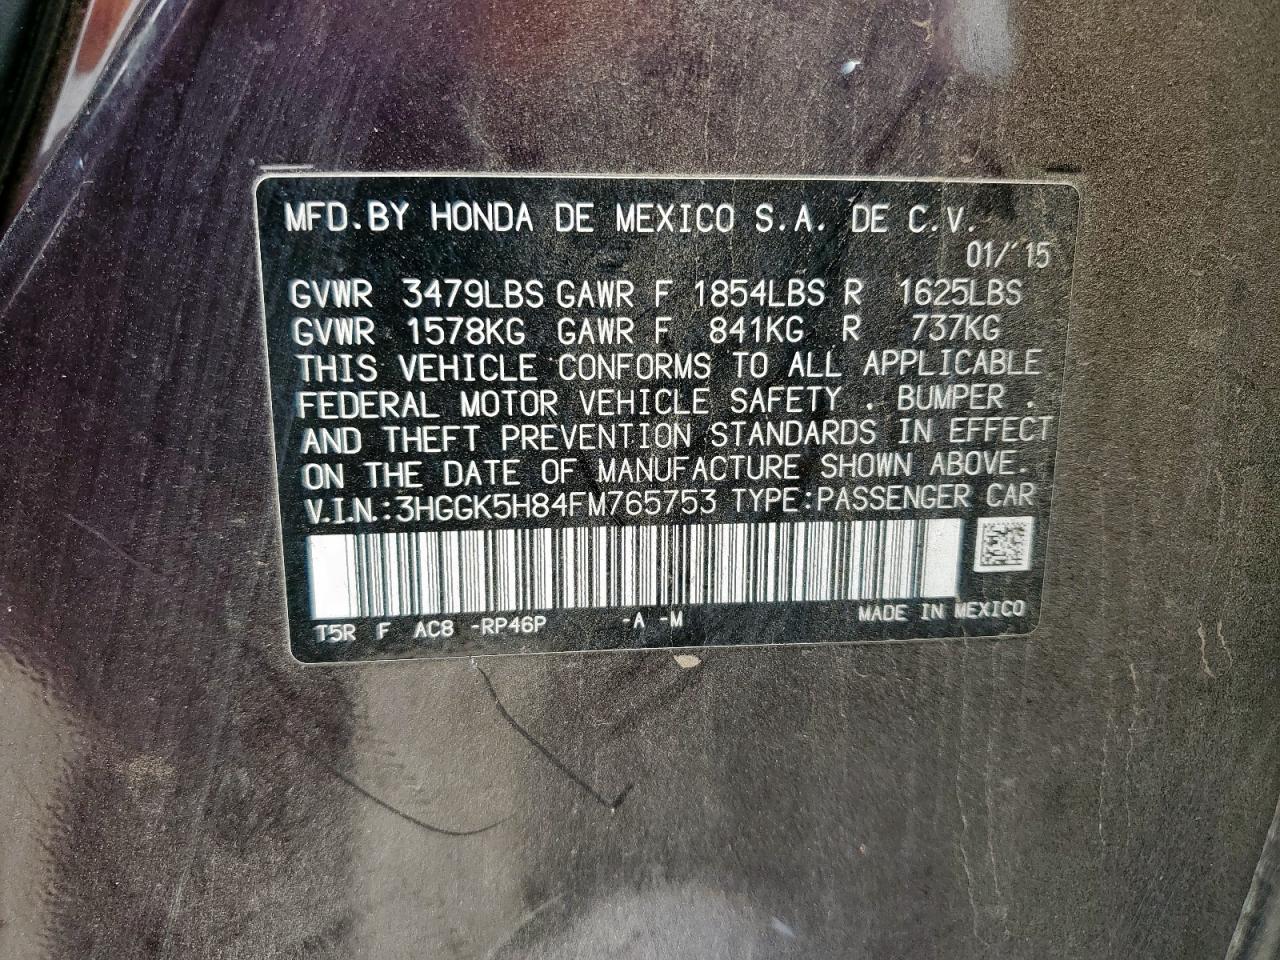 MFD.BY HONDA DE MEXICO S.A. DE C.V.
01/'15
GVWR 3479LBS GAWR F 1854LBS R 1625LBS
GVWR 1578KG GAWR F 841KG R 737KG
THIS VEHICLE CONFORMS TO ALL APPLICABLE
FEDERAL MOTOR VEHICLE SAFETY , BUMPER ,
AND THEFT PREVENTION STANDARDS IN EFFECT
ON THE DATE OF MANUFACTURE SHOWN ABOVE.
V.I.N.:3HGGK5H84FM765753 TYPE:PASSENGER CAR
T5R F AC8 -RP46P -A -M MADE IN MEXICO